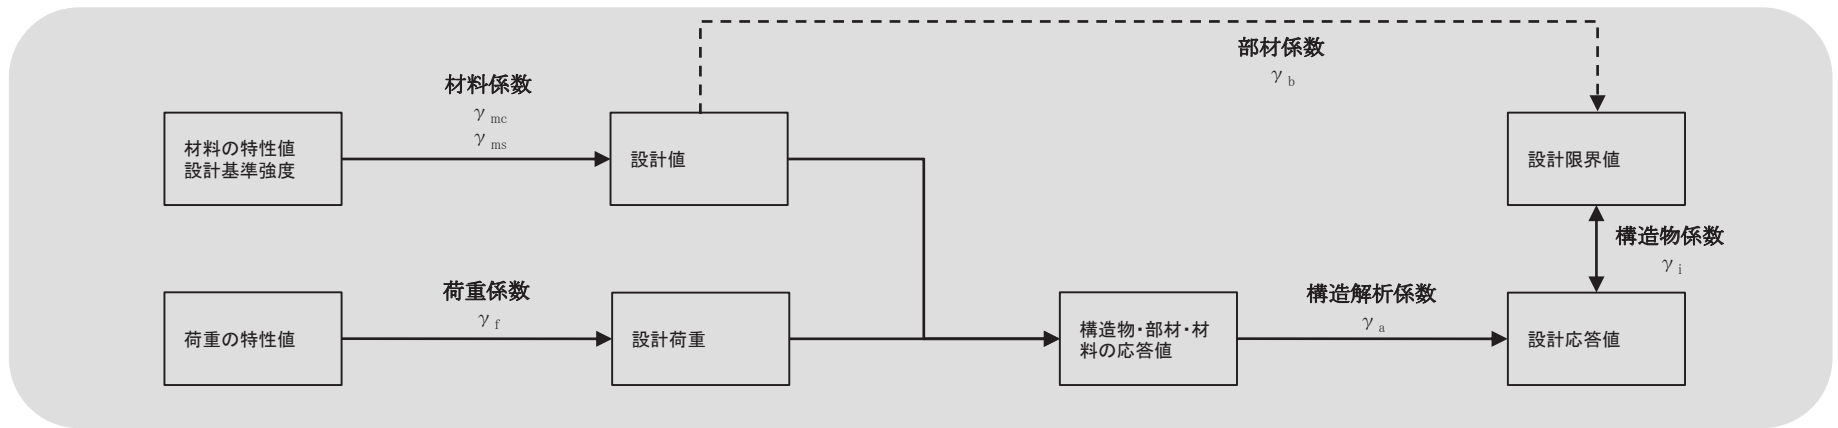 部材係数
γ b
材料係数
γ mc
γ ms
材料の特性値
設計基準強度
設計値
設計限界値
構造物係数
γ i
荷重係数
γ f
構造解析係数
γ a
荷重の特性値
設計荷重
構造物・部材・材
料の応答値
設計応答値